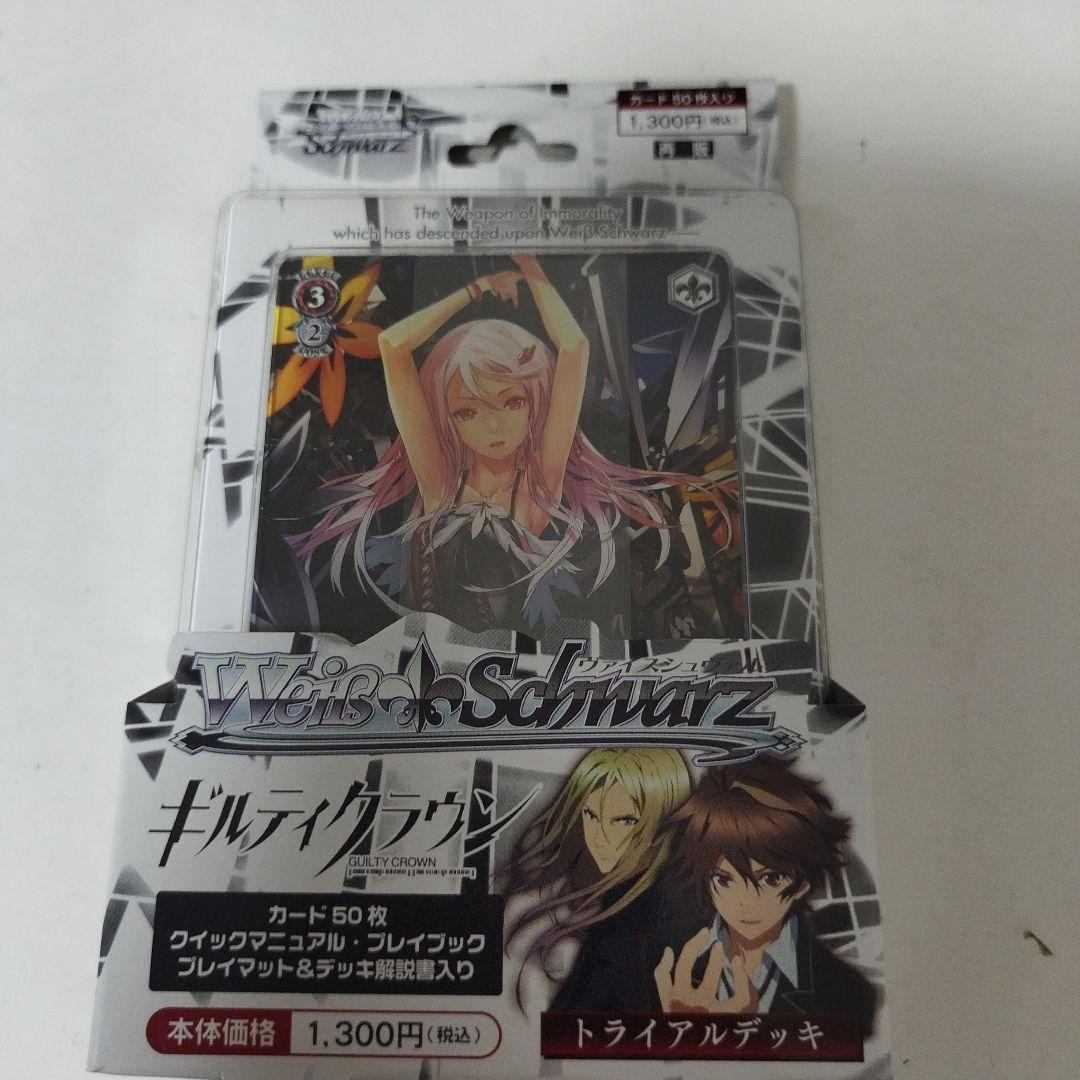 カード50枚入り
1,300円(税込)
Schwarz
再版
The Weapon of Immorality
which has descended upon Weiß Schwarz
LEVEL
3
2
COST
ヴァイスシュヴァルツ
Weiß Schwarz
ギルティクラウン
GUILTY CROWN
カード50枚
クイックマニュアル・プレイブック
プレイマット&デッキ解説書入り
本体価格 1,300円(税込)
トライアルデッキ